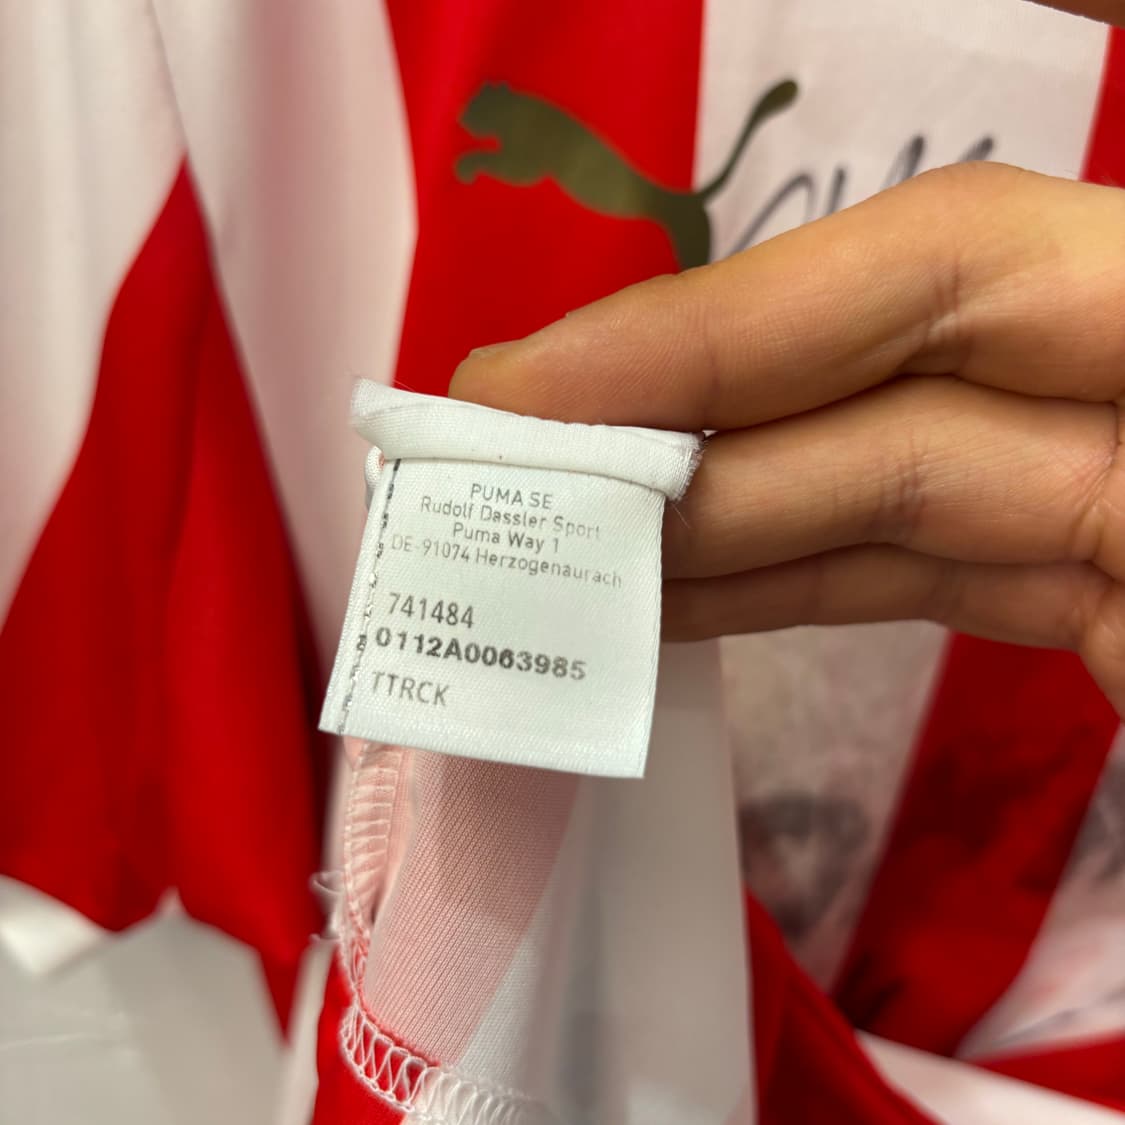 PUMA SE
Rudolf Dassler Sport
Puma Way 1
DE-91074 Herzogenaurach
741484
0112A0063985
TTRCK